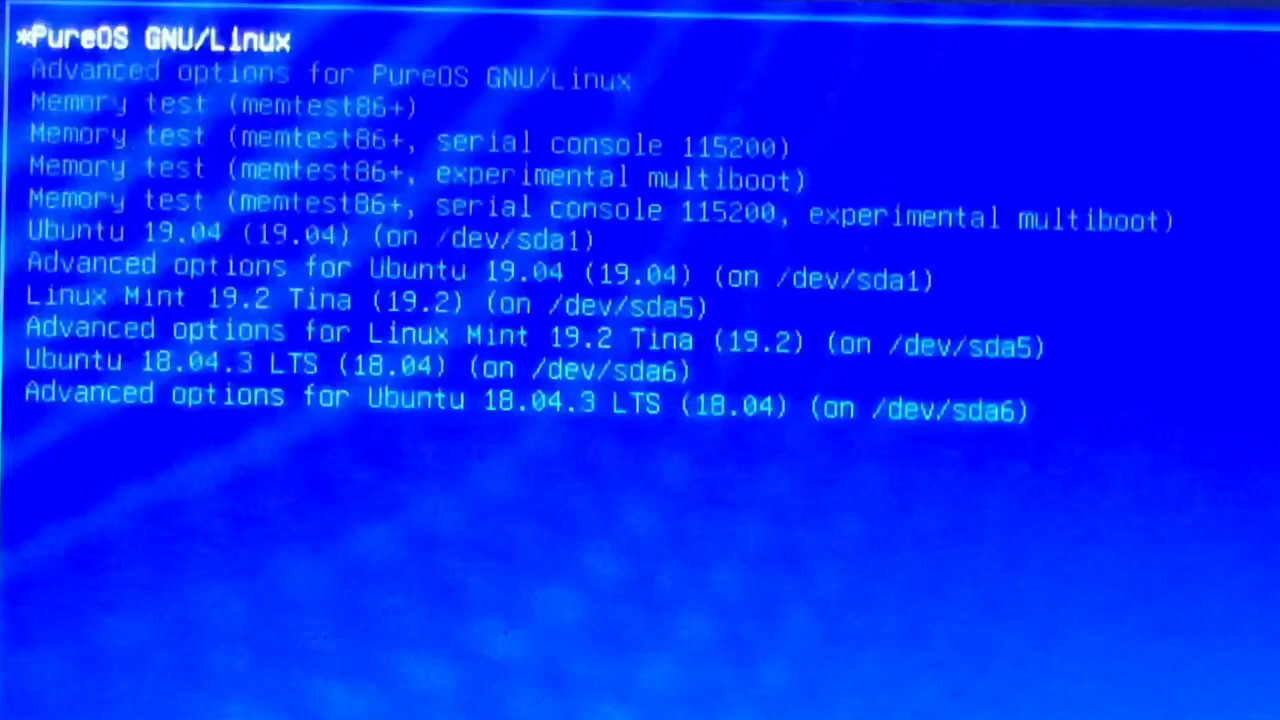 *PureOS GNU/Linux
Advanced options for PureOS GNU/Linux
Memory test (memtest86+)
Memory test (memtest86+, serial console 115200)
Memory test (memtest86+, experimental multiboot)
Memory test (memtest86+, serial console 115200, experimental multiboot)
Ubuntu 19.04 (19.04) (on /dev/sda1)
Advanced options for Ubuntu 19.04 (19.04) (on /dev/sda1)
Linux Mint 19.2 Tina (19.2) (on /dev/sda5)
Advanced options for Linux Mint 19.2 Tina (19.2) (on /dev/sda5)
Ubuntu 18.04.3 LTS (18.04) (on /dev/sda6)
Advanced options for Ubuntu 18.04.3 LTS (18.04) (on /dev/sda6)